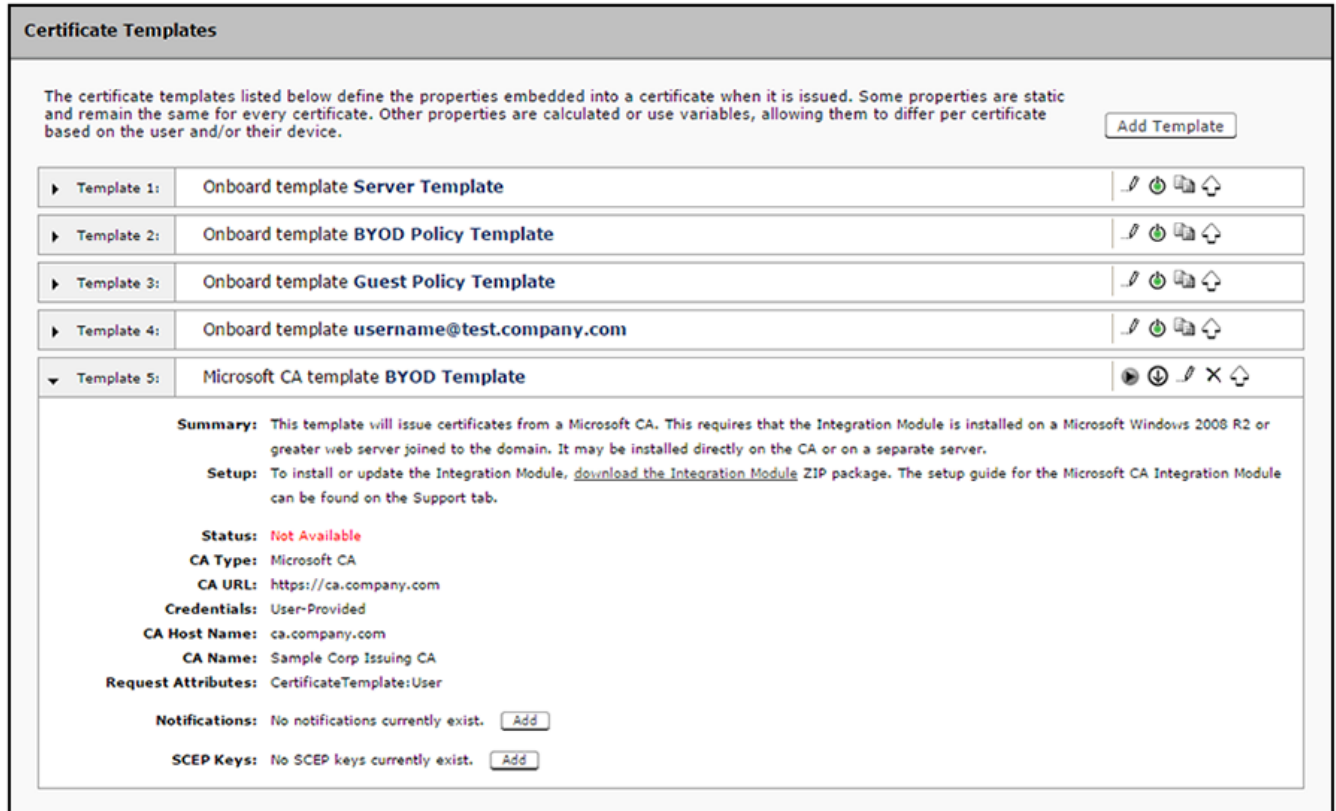 Certificate Templates
The certificate templates listed below define the properties embedded into a certificate when it is issued. Some properties are static
and remain the same for every certificate. Other properties are calculated or use variables, allowing them to differ per certificate
based on the user and/or their device.
Add Template
Template 1: Onboard template Server Template
Template 2: Onboard template BYOD Policy Template
Template 3: Onboard template Guest Policy Template
Template 4: Onboard template username@test.company.com
Template 5: Microsoft CA template BYOD Template
Summary: This template will issue certificates from a Microsoft CA. This requires that the Integration Module is installed on a Microsoft Windows 2008 R2 or
greater web server joined to the domain. It may be installed directly on the CA or on a separate server.
Setup: To install or update the Integration Module, download the Integration Module ZIP package. The setup guide for the Microsoft CA Integration Module
can be found on the Support tab.
Status: Not Available
CA Type: Microsoft CA
CA URL: https://ca.company.com
Credentials: User-Provided
CA Host Name: ca.company.com
CA Name: Sample Corp Issuing CA
Request Attributes: CertificateTemplate:User
Notifications: No notifications currently exist. Add
SCEP Keys: No SCEP keys currently exist. Add